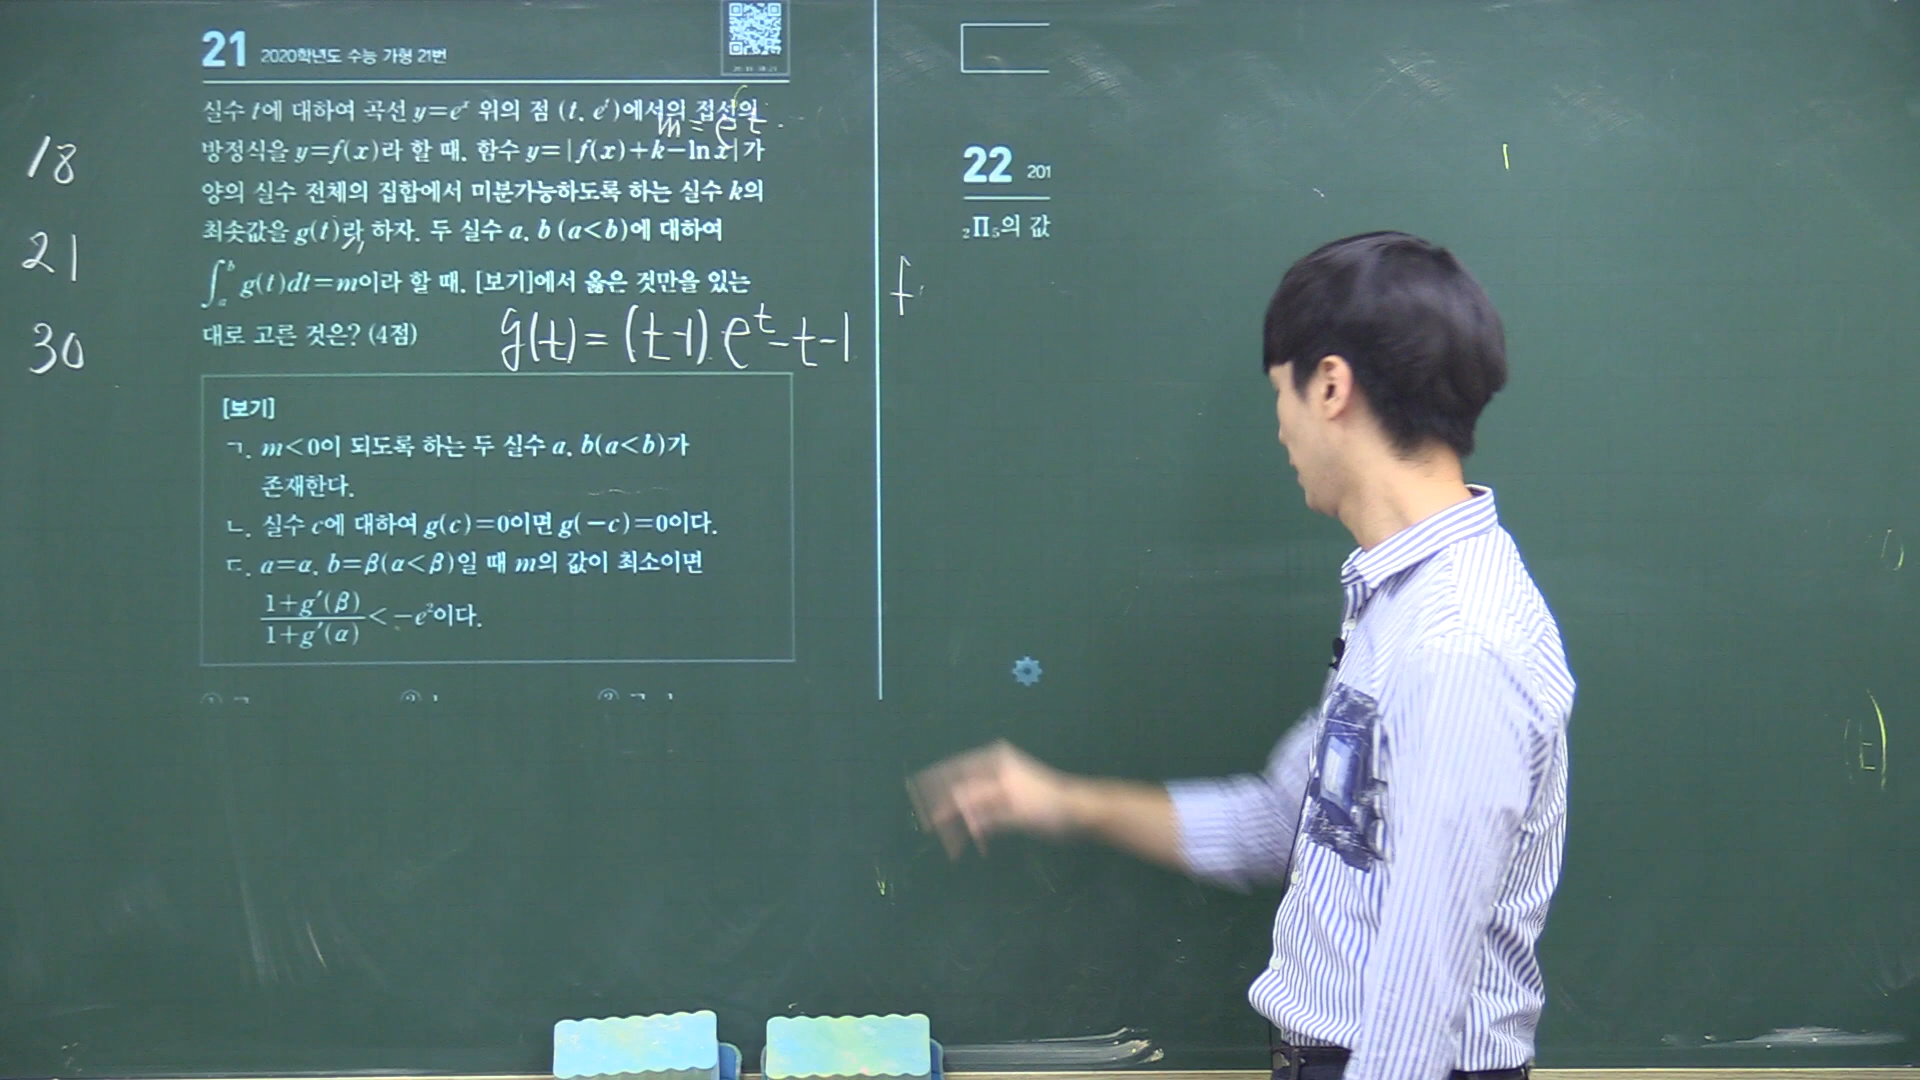 21 2020학년도 수능 가형 21번
실수 t에 대하여 곡선 y=eˣ 위의 점 (t, eᵗ)에서의 접선의
m = eᵗ
방정식을 y=f(x)라 할 때, 함수 y=|f(x)+k-ln x|가
양의 실수 전체의 집합에서 미분가능하도록 하는 실수 k의
최솟값을 g(t)라 하자. 두 실수 a, b (a<b)에 대하여
∫ₐᵇ g(t)dt=m이라 할 때, [보기]에서 옳은 것만을 있는
대로 고른 것은? (4점)
g(t) = (t-1) eᵗ-t-1
[보기]
ㄱ. m<0이 되도록 하는 두 실수 a, b(a<b)가
존재한다.
ㄴ. 실수 c에 대하여 g(c)=0이면 g(-c)=0이다.
ㄷ. a=α, b=β(α<β)일 때 m의 값이 최소이면
(1+g′(β))/(1+g′(α)) < -e²이다.
18
21
30
f
22 201
₂∏₅의 값